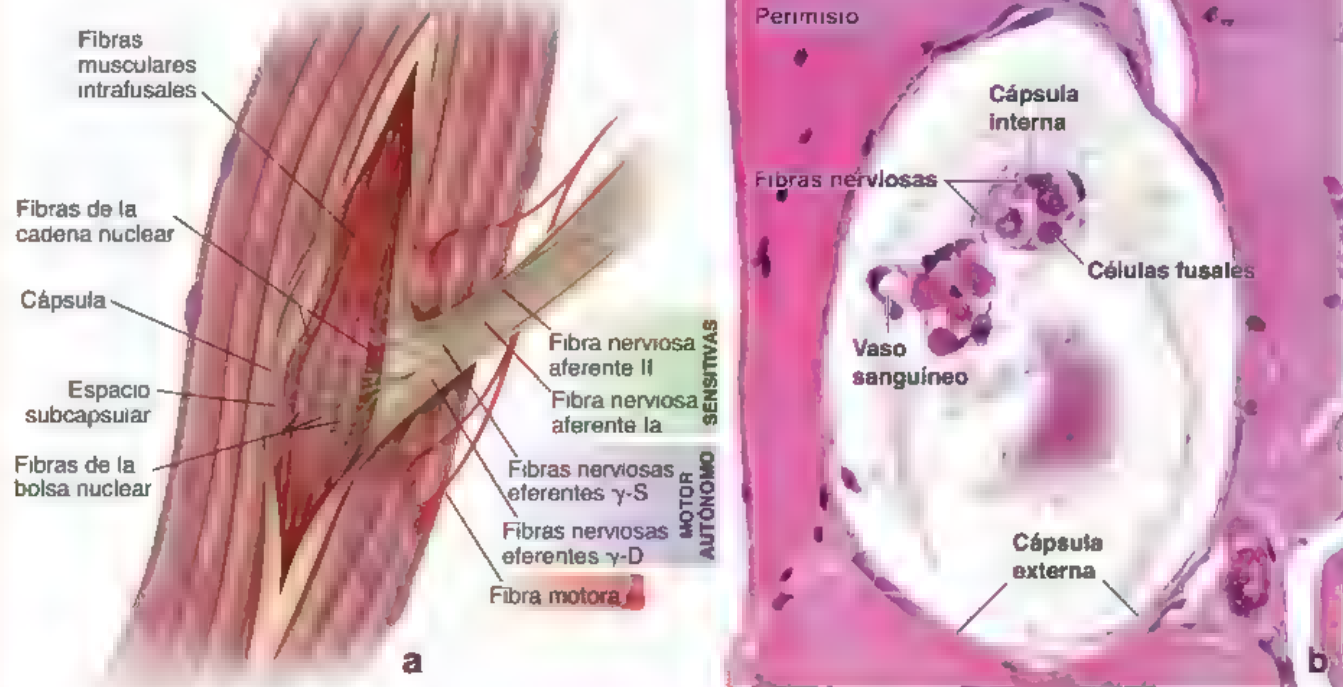 Fibras
musculares
intrafusales
Fibras de la
cadena nuclear
Cápsula
Espacio
subcapsular
Fibras de la
bolsa nuclear
Fibra nerviosa
aferente II
Fibra nerviosa
aferente Ia
SENSITIVAS
Fibras nerviosas
eferentes γ-S
Fibras nerviosas
eferentes γ-D
MOTOR
AUTÓNOMO
Fibra motora
a
Perimisio
Cápsula
interna
Fibras nerviosas
Células fusales
Vaso
sanguíneo
Cápsula
externa
b